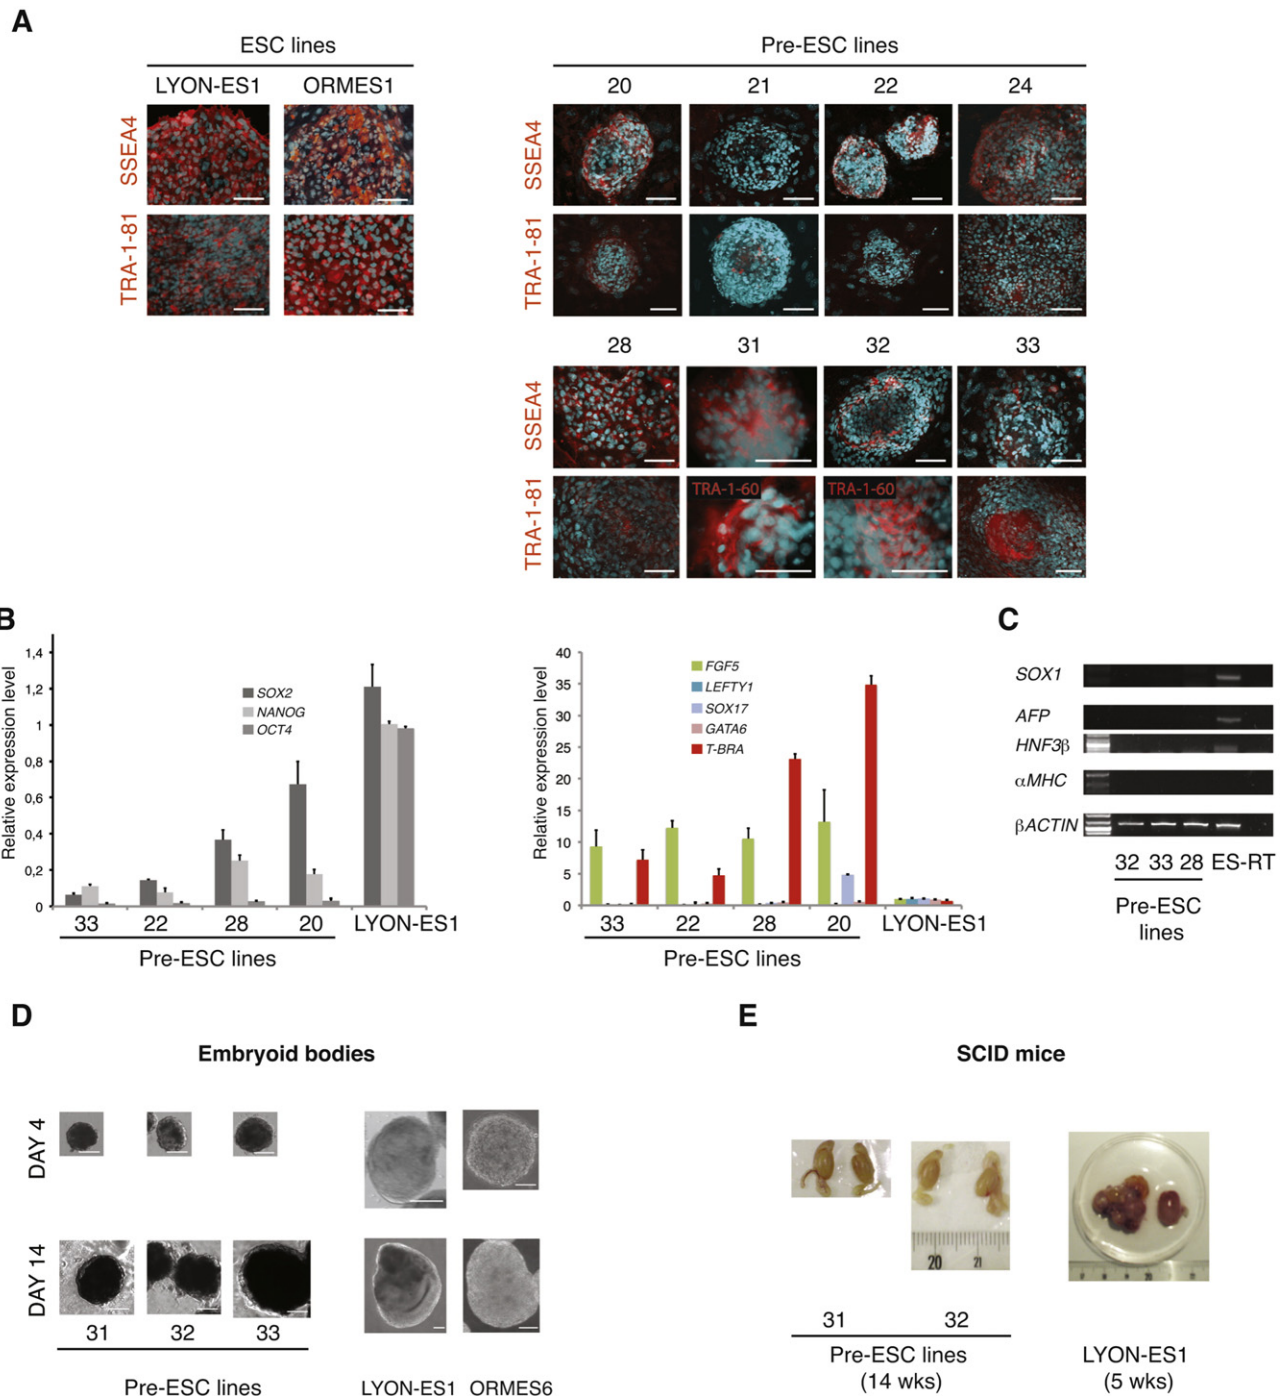 A
ESC lines
Pre-ESC lines
LYON-ES1 ORMES1
20 21 22 24
SSEA4
SSEA4
TRA-1-81
TRA-1-81
28 31 32 33
SSEA4
TRA-1-81
TRA-1-60 TRA-1-60
B
Relative expression level
1,4
1,2
1
0,8
0,6
0,4
0,2
0
SOX2
NANOG
OCT4
33 22 28 20 LYON-ES1
Pre-ESC lines
Relative expression level
40
35
30
25
20
15
10
5
0
FGF5
LEFTY1
SOX17
GATA6
T-BRA
33 22 28 20 LYON-ES1
Pre-ESC lines
C
SOX1
AFP
HNF3β
αMHC
βACTIN
32 33 28 ES-RT
Pre-ESC
lines
D
Embryoid bodies
DAY 4
DAY 14
31 32 33
Pre-ESC lines
LYON-ES1 ORMES6
E
SCID mice
20 21
31 32
Pre-ESC lines
(14 wks)
LYON-ES1
(5 wks)